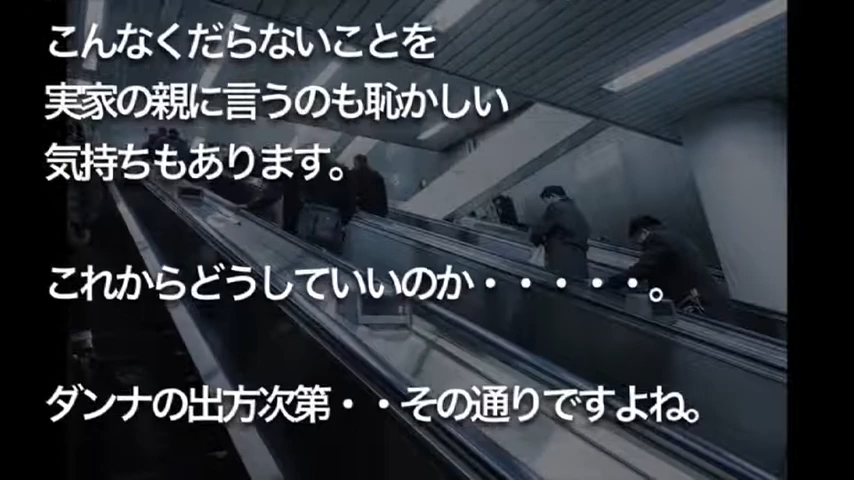 こんなくだらないことを
実家の親に言うのも恥かしい
気持ちもあります。
これからどうしていいのか・・・・・。
ダンナの出方次第・・その通りですよね。